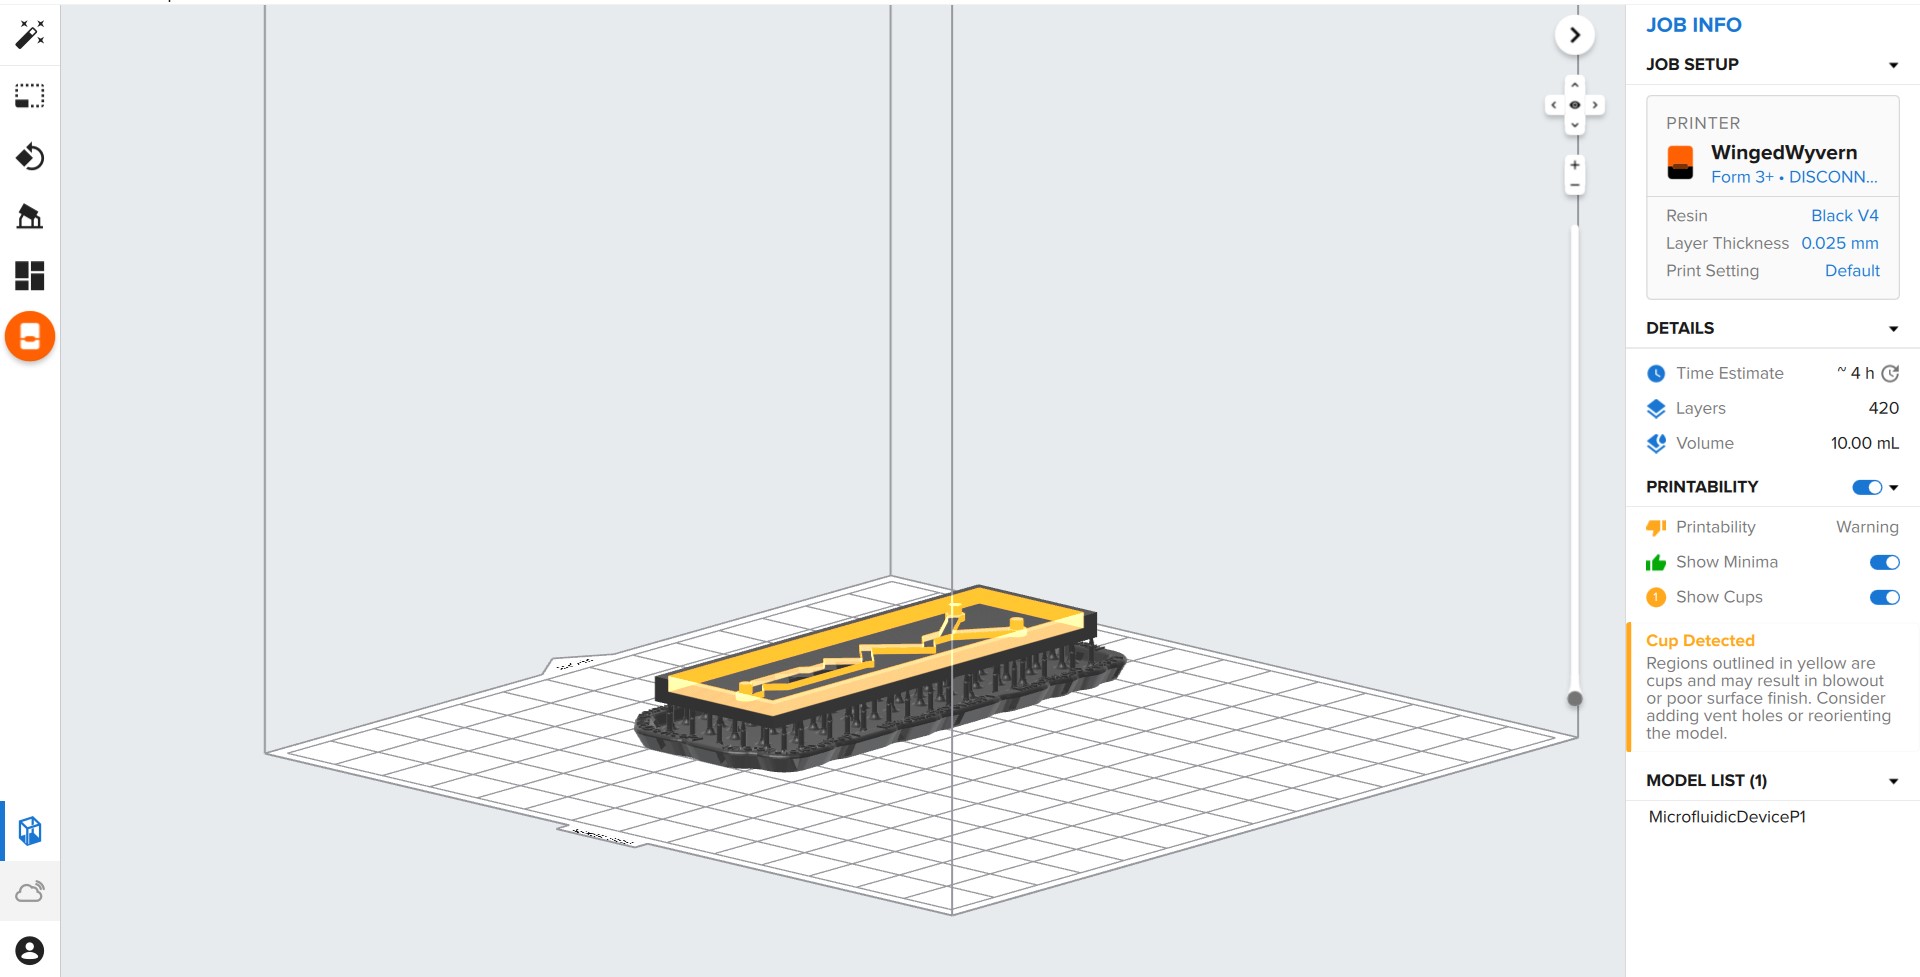 JOB INFO
JOB SETUP
PRINTER
WingedWyvern
Form 3+ • DISCONN...
Resin Black V4
Layer Thickness 0.025 mm
Print Setting Default
DETAILS
Time Estimate ~ 4 h
Layers 420
Volume 10.00 mL
PRINTABILITY
Printability Warning
Show Minima
1 Show Cups
Cup Detected
Regions outlined in yellow are
cups and may result in blowout
or poor surface finish. Consider
adding vent holes or reorienting
the model.
MODEL LIST (1)
MicrofluidicDeviceP1